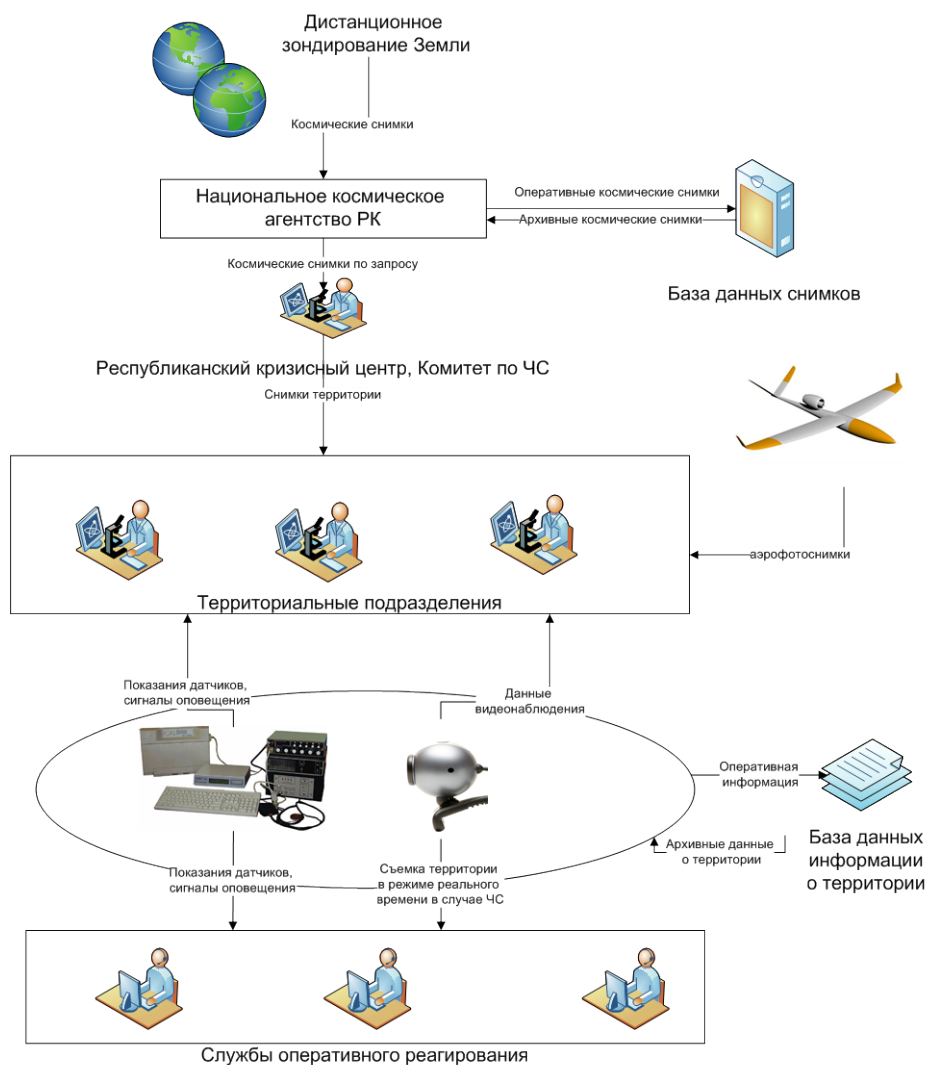 Дистанционное
зондирование Земли
Космические снимки
Национальное космическое
агентство РК
Оперативные космические снимки
Архивные космические снимки
База данных снимков
Космические снимки по запросу
Республиканский кризисный центр, Комитет по ЧС
Снимки территории
аэрофотоснимки
Территориальные подразделения
Показания датчиков,
сигналы оповещения
Данные
видеонаблюдения
Оперативная
информация
Архивные данные
о территории
База данных
информации
о территории
Показания датчиков,
сигналы оповещения
Съемка территории
в режиме реального
времени в случае ЧС
Службы оперативного реагирования